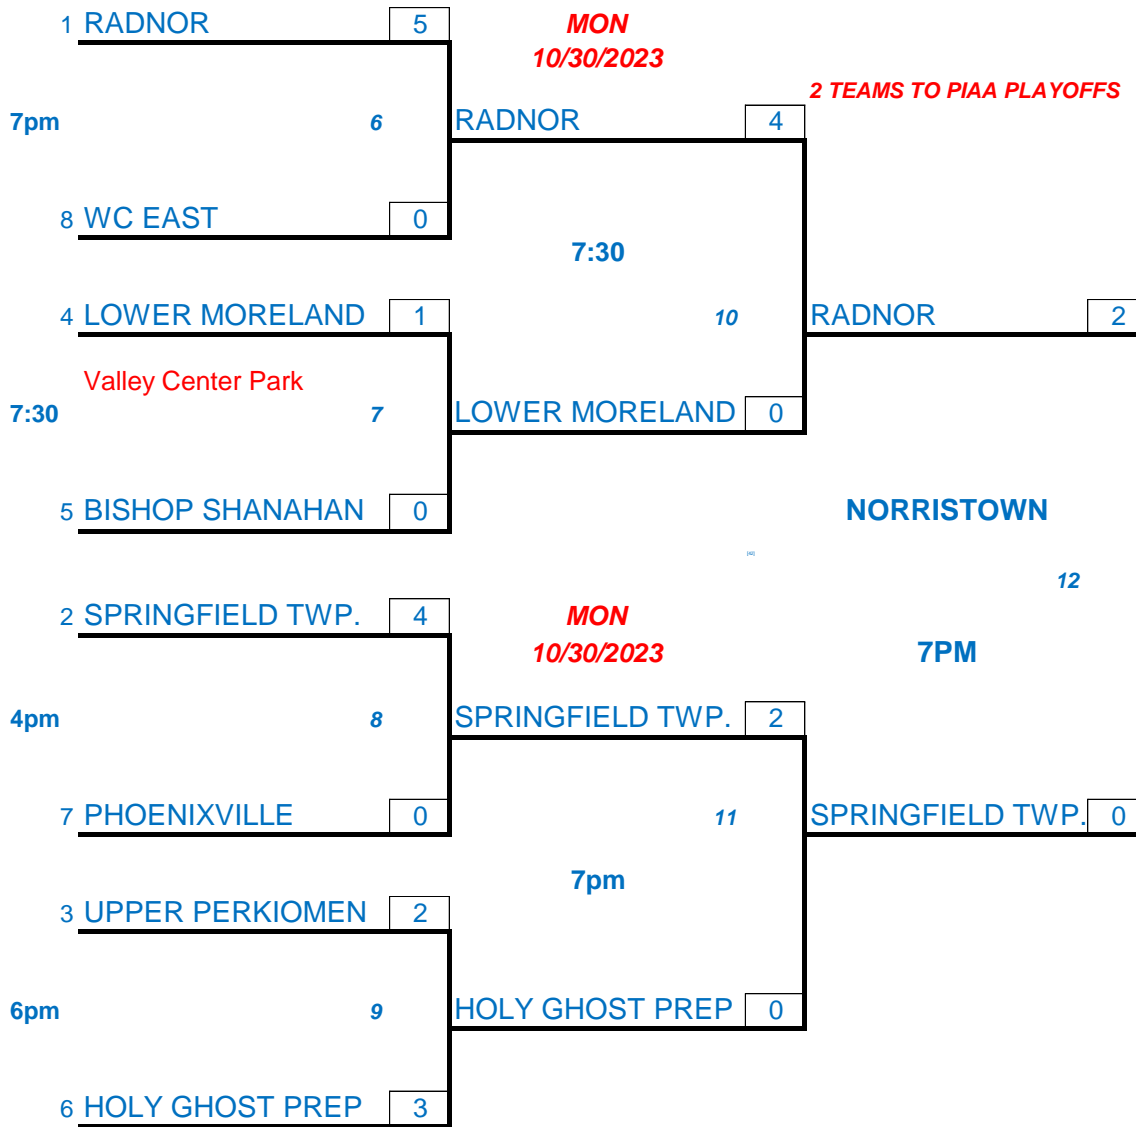 1 RADNOR 5
MON
10/30/2023
2 TEAMS TO PIAA PLAYOFFS
7pm 6 RADNOR 4
8 WC EAST 0
7:30
4 LOWER MORELAND 1
10 RADNOR 2
Valley Center Park
7:30 7 LOWER MORELAND 0
5 BISHOP SHANAHAN 0
NORRISTOWN
12
2 SPRINGFIELD TWP. 4
MON
10/30/2023
7PM
4pm 8 SPRINGFIELD TWP. 2
7 PHOENIXVILLE 0
11 SPRINGFIELD TWP. 0
7pm
3 UPPER PERKIOMEN 2
6pm 9 HOLY GHOST PREP 0
6 HOLY GHOST PREP 3